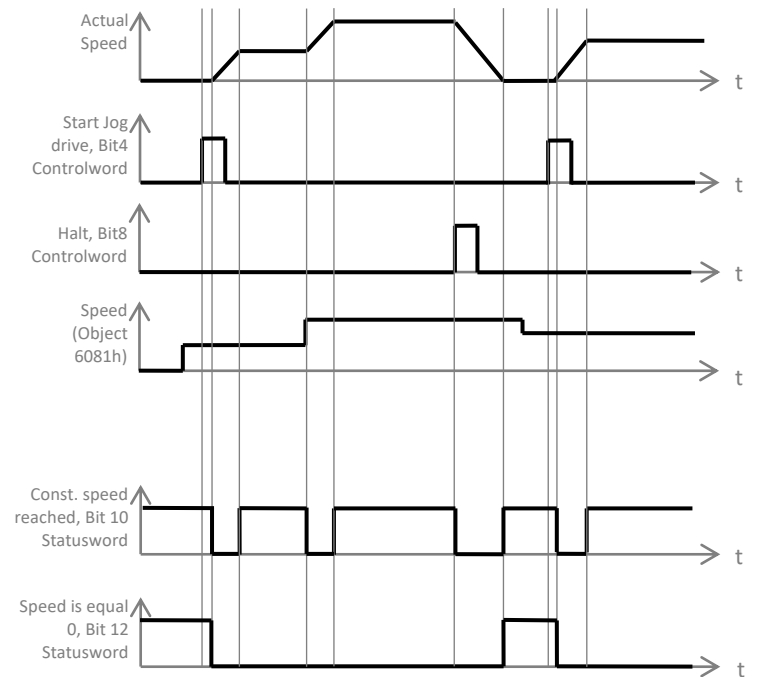 Actual
Speed
t
Start Jog
drive, Bit4
Controlword
t
Halt, Bit8
Controlword
t
Speed
(Object
6081h)
t
Const. speed
reached, Bit 10
Statusword
t
Speed is equal
0, Bit 12
Statusword
t